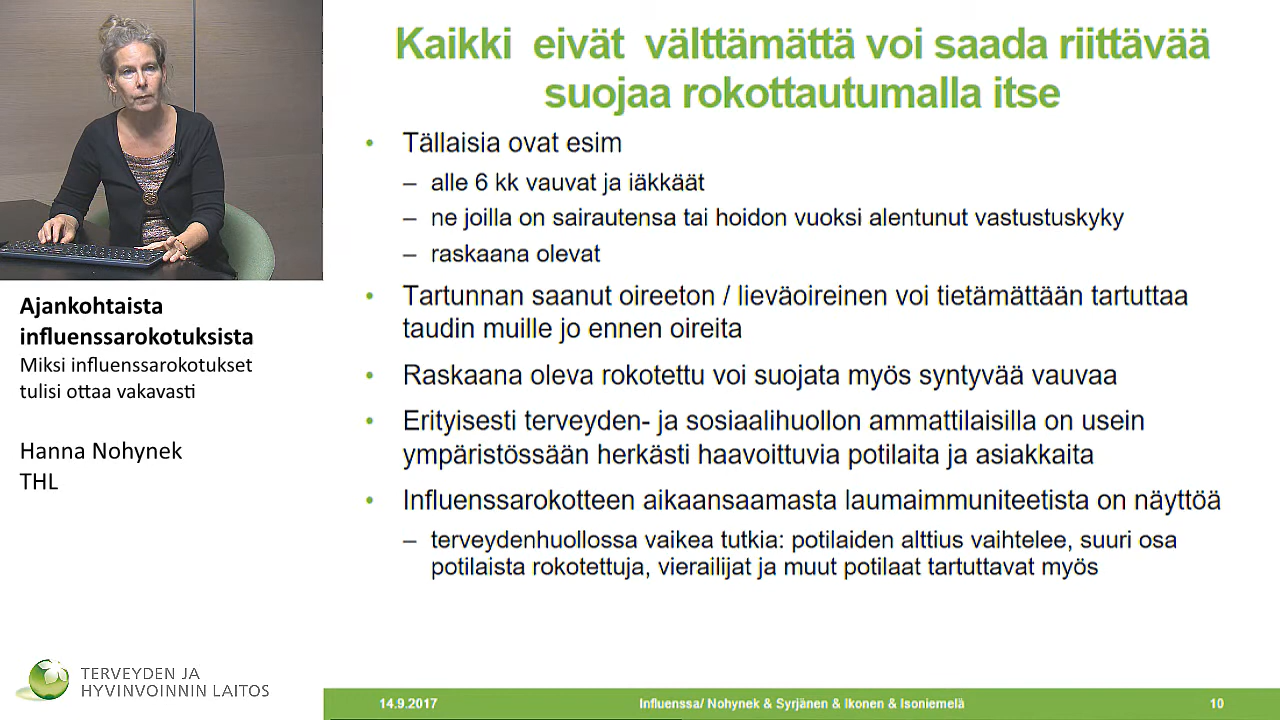 Kaikki eivät välttämättä voi saada riittävää
suojaa rokottautumalla itse
• Tällaisia ovat esim
– alle 6 kk vauvat ja iäkkäät
– ne joilla on sairautensa tai hoidon vuoksi alentunut vastustuskyky
– raskaana olevat
• Tartunnan saanut oireeton / lieväoireinen voi tietämättään tartuttaa
taudin muille jo ennen oireita
• Raskaana oleva rokotettu voi suojata myös syntyvää vauvaa
• Erityisesti terveyden- ja sosiaalihuollon ammattilaisilla on usein
ympäristössään herkästi haavoittuvia potilaita ja asiakkaita
• Influenssarokotteen aikaansaamasta laumaimmuniteetista on näyttöä
– terveydenhuollossa vaikea tutkia: potilaiden alttius vaihtelee, suuri osa
potilaista rokotettuja, vierailijat ja muut potilaat tartuttavat myös
Ajankohtaista
influenssarokotuksista
Miksi influenssarokotukset
tulisi ottaa vakavasti
Hanna Nohynek
THL
TERVEYDEN JA
HYVINVOINNIN LAITOS
14.9.2017 Influenssa/ Nohynek & Syrjänen & Ikonen & Isoniemelä 10